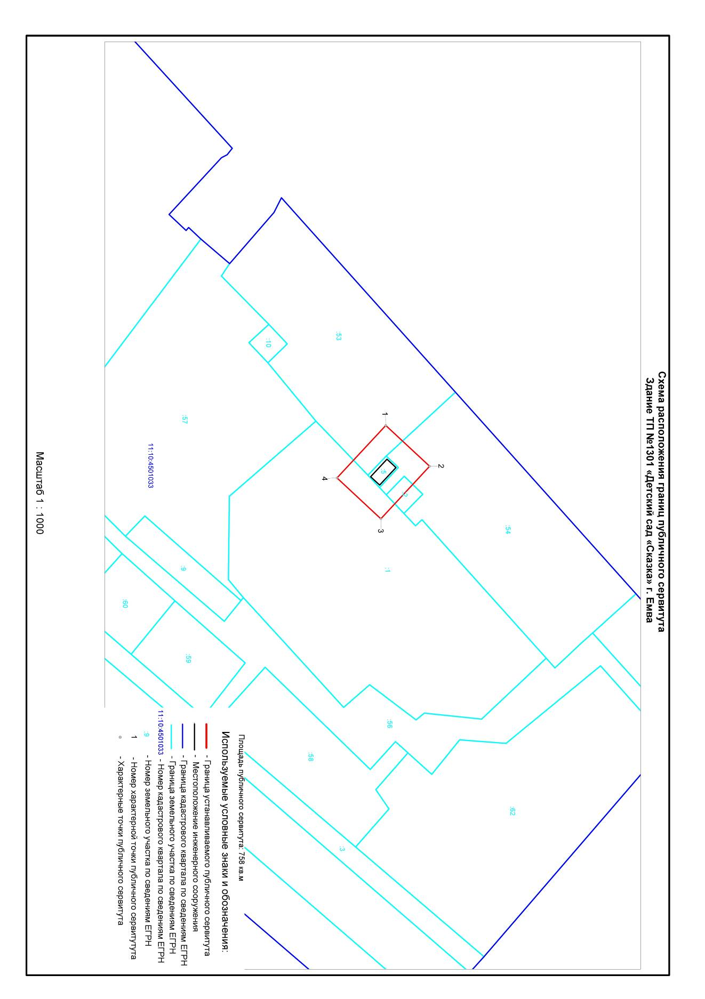 Схема расположения границ публичного сервитута
Здание ТП №1301 «Детский сад «Сказка» г. Емва
:53
:10
:57
11:10:4501033
1
2
3
4
:5
:2
:54
:1
:9
:60
:59
:56
:58
:62
:3
Площадь публичного сервитута: 758 кв.м
Используемые условные знаки и обозначения:
- Граница устанавливаемого публичного сервитута
- Местоположение инженерного сооружения
- Граница кадастрового квартала по сведениям ЕГРН
- Граница земельного участка по сведениям ЕГРН
11:10:4501033 - Номер кадастрового квартала по сведениям ЕГРН
:9 - Номер земельного участка по сведениям ЕГРН
1 - Номер характерной точки публичного сервитутута
- Характерные точки публичного сервитута
Масштаб 1 : 1000